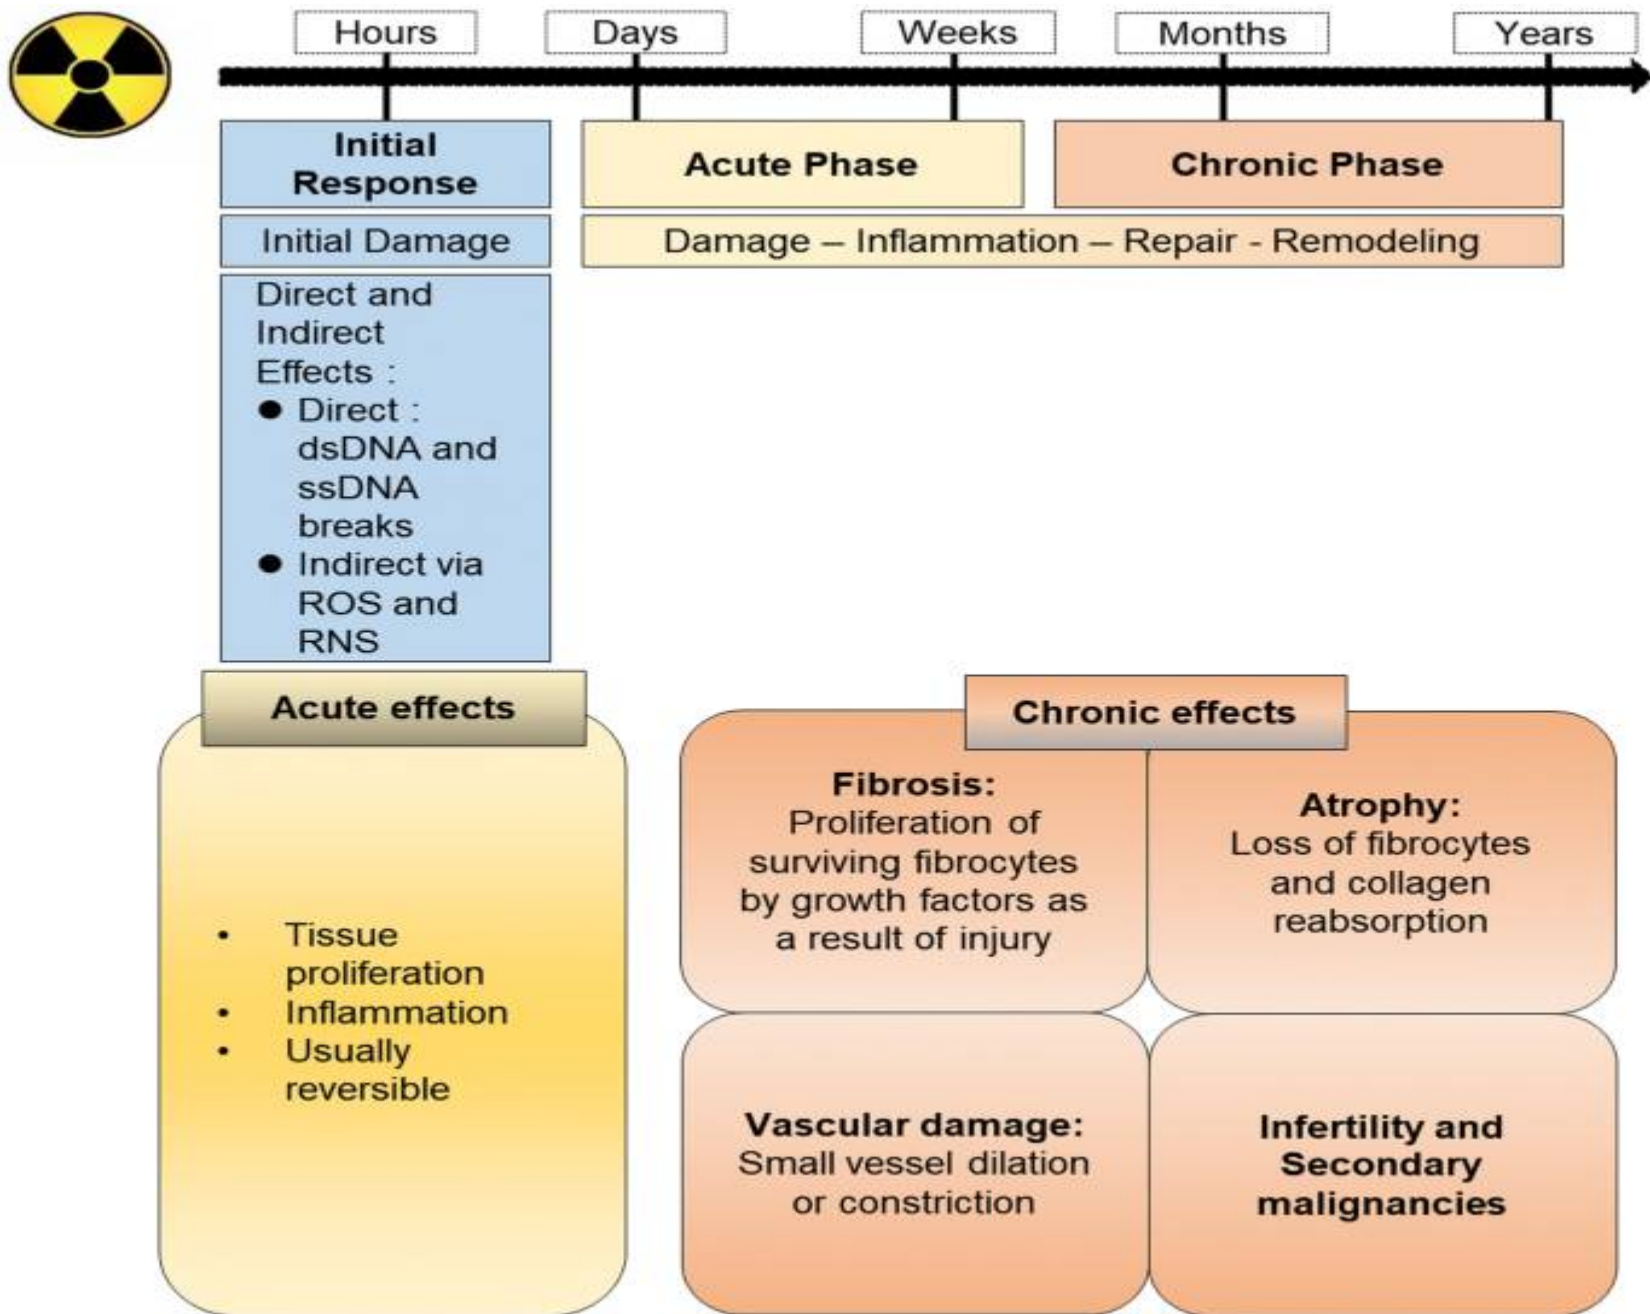 Hours
Days
Weeks
Months
Years
Initial
Response
Acute Phase
Chronic Phase
Initial Damage
Damage – Inflammation – Repair - Remodeling
Direct and
Indirect
Effects :
● Direct :
dsDNA and
ssDNA
breaks
● Indirect via
ROS and
RNS
Acute effects
• Tissue
proliferation
• Inflammation
• Usually
reversible
Chronic effects
Fibrosis:
Proliferation of
surviving fibrocytes
by growth factors as
a result of injury
Atrophy:
Loss of fibrocytes
and collagen
reabsorption
Vascular damage:
Small vessel dilation
or constriction
Infertility and
Secondary
malignancies